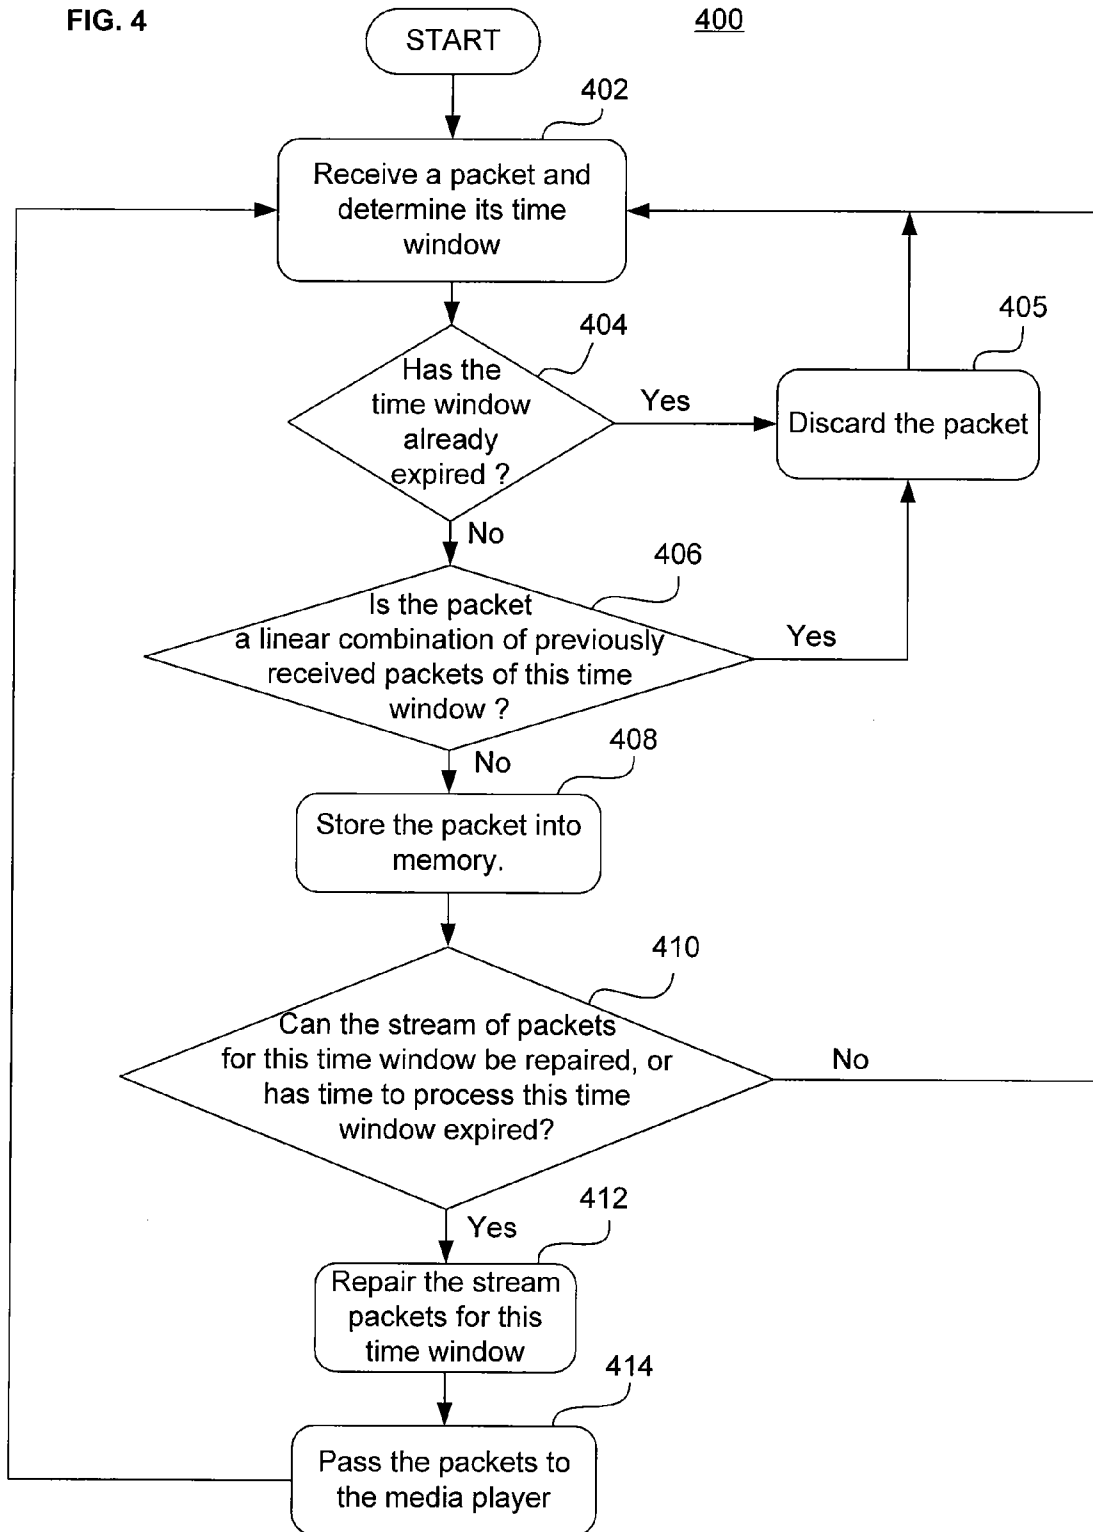 FIG. 4
400
START
402
Receive a packet and
determine its time
window
404
Has the
time window
already
expired ?
Yes
405
Discard the packet
No
406
Is the packet
a linear combination of previously
received packets of this time
window ?
Yes
No
408
Store the packet into
memory.
410
Can the stream of packets
for this time window be repaired, or
has time to process this time
window expired?
No
Yes
412
Repair the stream
packets for this
time window
414
Pass the packets to
the media player